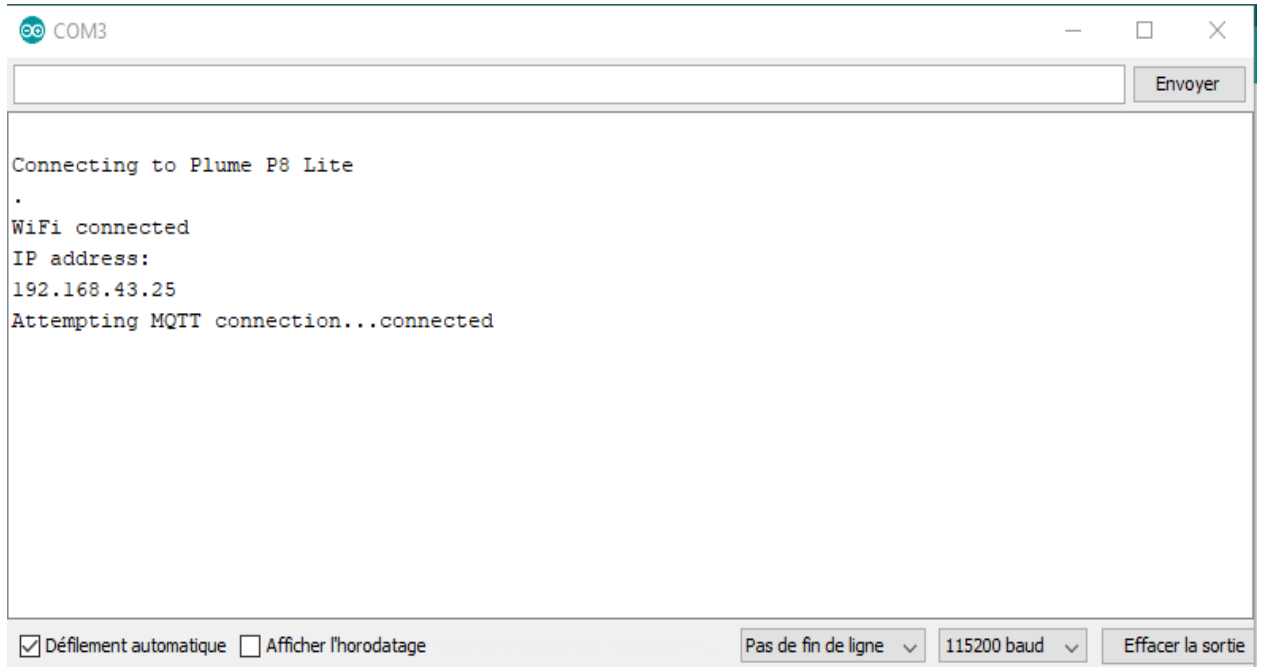 COM3
Envoyer
Connecting to Plume P8 Lite
.
WiFi connected
IP address:
192.168.43.25
Attempting MQTT connection...connected
Défilement automatique Afficher l'horodatage Pas de fin de ligne 115200 baud Effacer la sortie